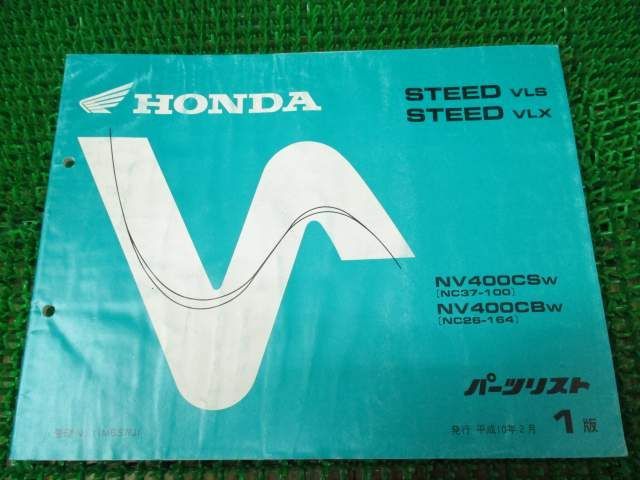 HONDA
STEED VLS
STEED VLX
NV400CSW
[NC37-100]
NV400CBW
[NC26-164]
パーツリスト
発行 平成10年2月
1版